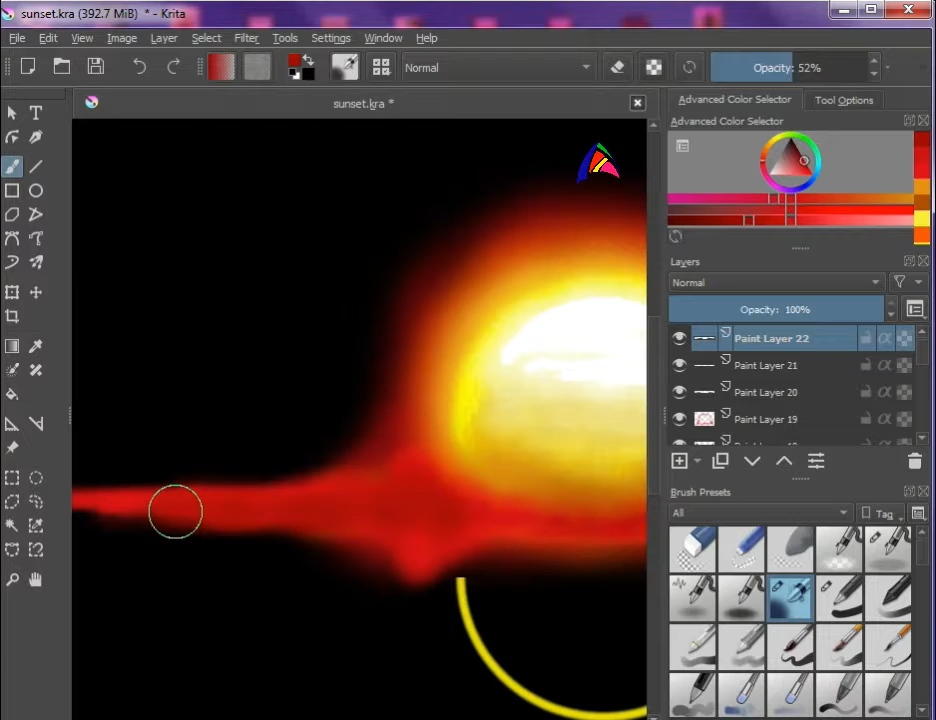 sunset.kra (392.7 MiB) * - Krita
File Edit View Image Layer Select Filter Tools Settings Window Help
Normal
Opacity: 52%
sunset.kra *
Advanced Color Selector
Tool Options
Advanced Color Selector
Layers
Normal
Opacity: 100%
Paint Layer 22
Paint Layer 21
Paint Layer 20
Paint Layer 19
Brush Presets
All
Tag